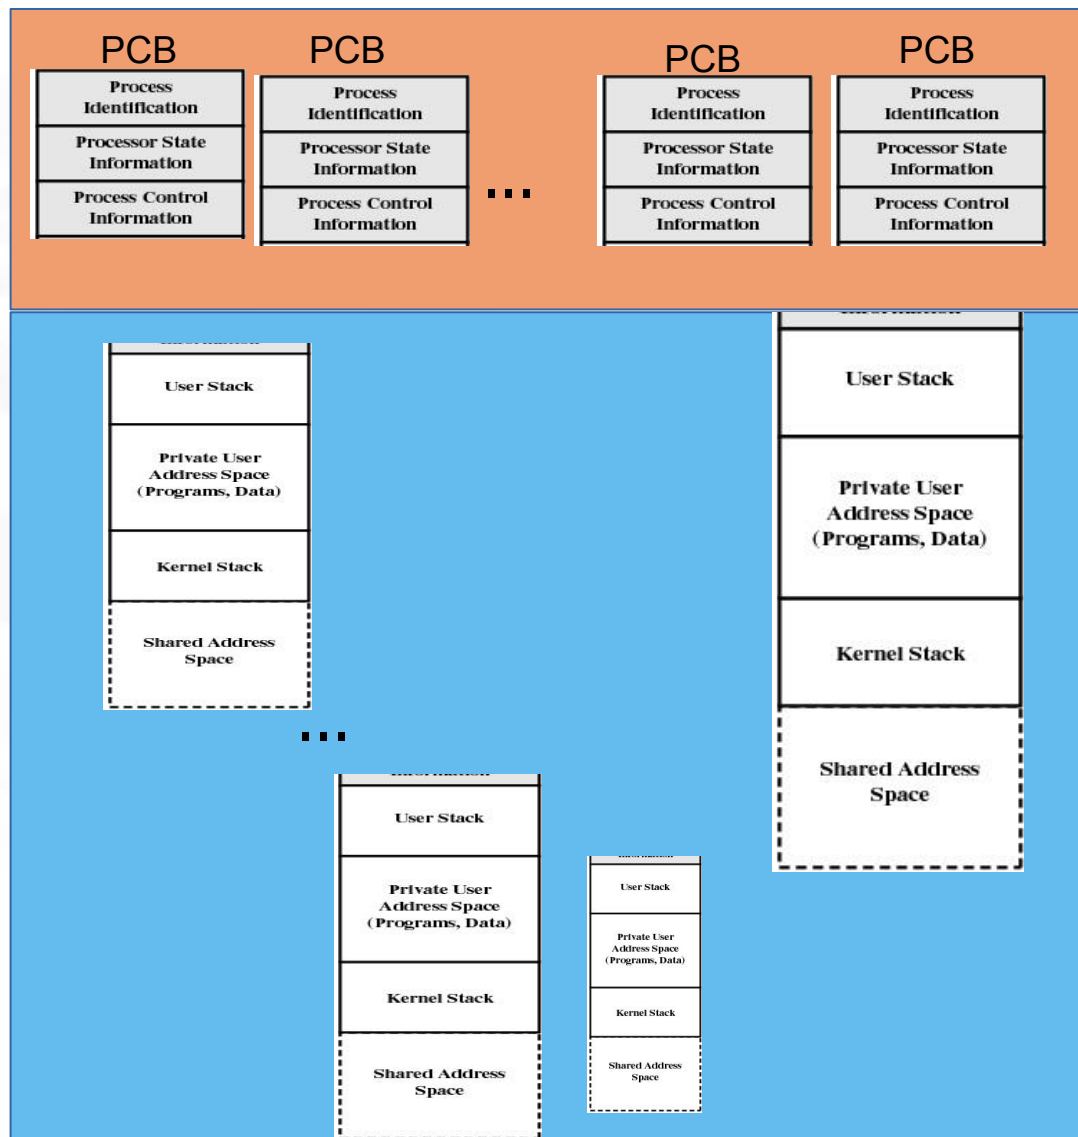 PCB
Process
Identification
Processor State
Information
Process Control
Information
PCB
Process
Identification
Processor State
Information
Process Control
Information
...
PCB
Process
Identification
Processor State
Information
Process Control
Information
PCB
Process
Identification
Processor State
Information
Process Control
Information
User Stack
Private User
Address Space
(Programs, Data)
Kernel Stack
Shared Address
Space
User Stack
Private User
Address Space
(Programs, Data)
Kernel Stack
Shared Address
Space
...
User Stack
Private User
Address Space
(Programs, Data)
Kernel Stack
Shared Address
Space
User Stack
Private User
Address Space
(Programs, Data)
Kernel Stack
Shared Address
Space